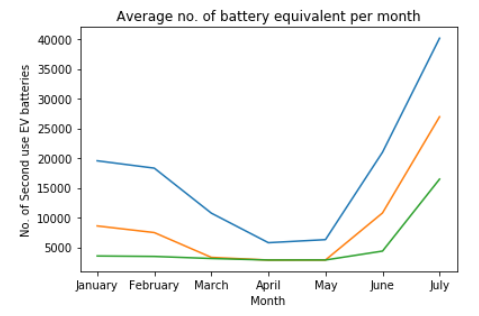 Average no. of battery equivalent per month
No. of Second use EV batteries
40000
35000
30000
25000
20000
15000
10000
5000
January February March April May June July
Month